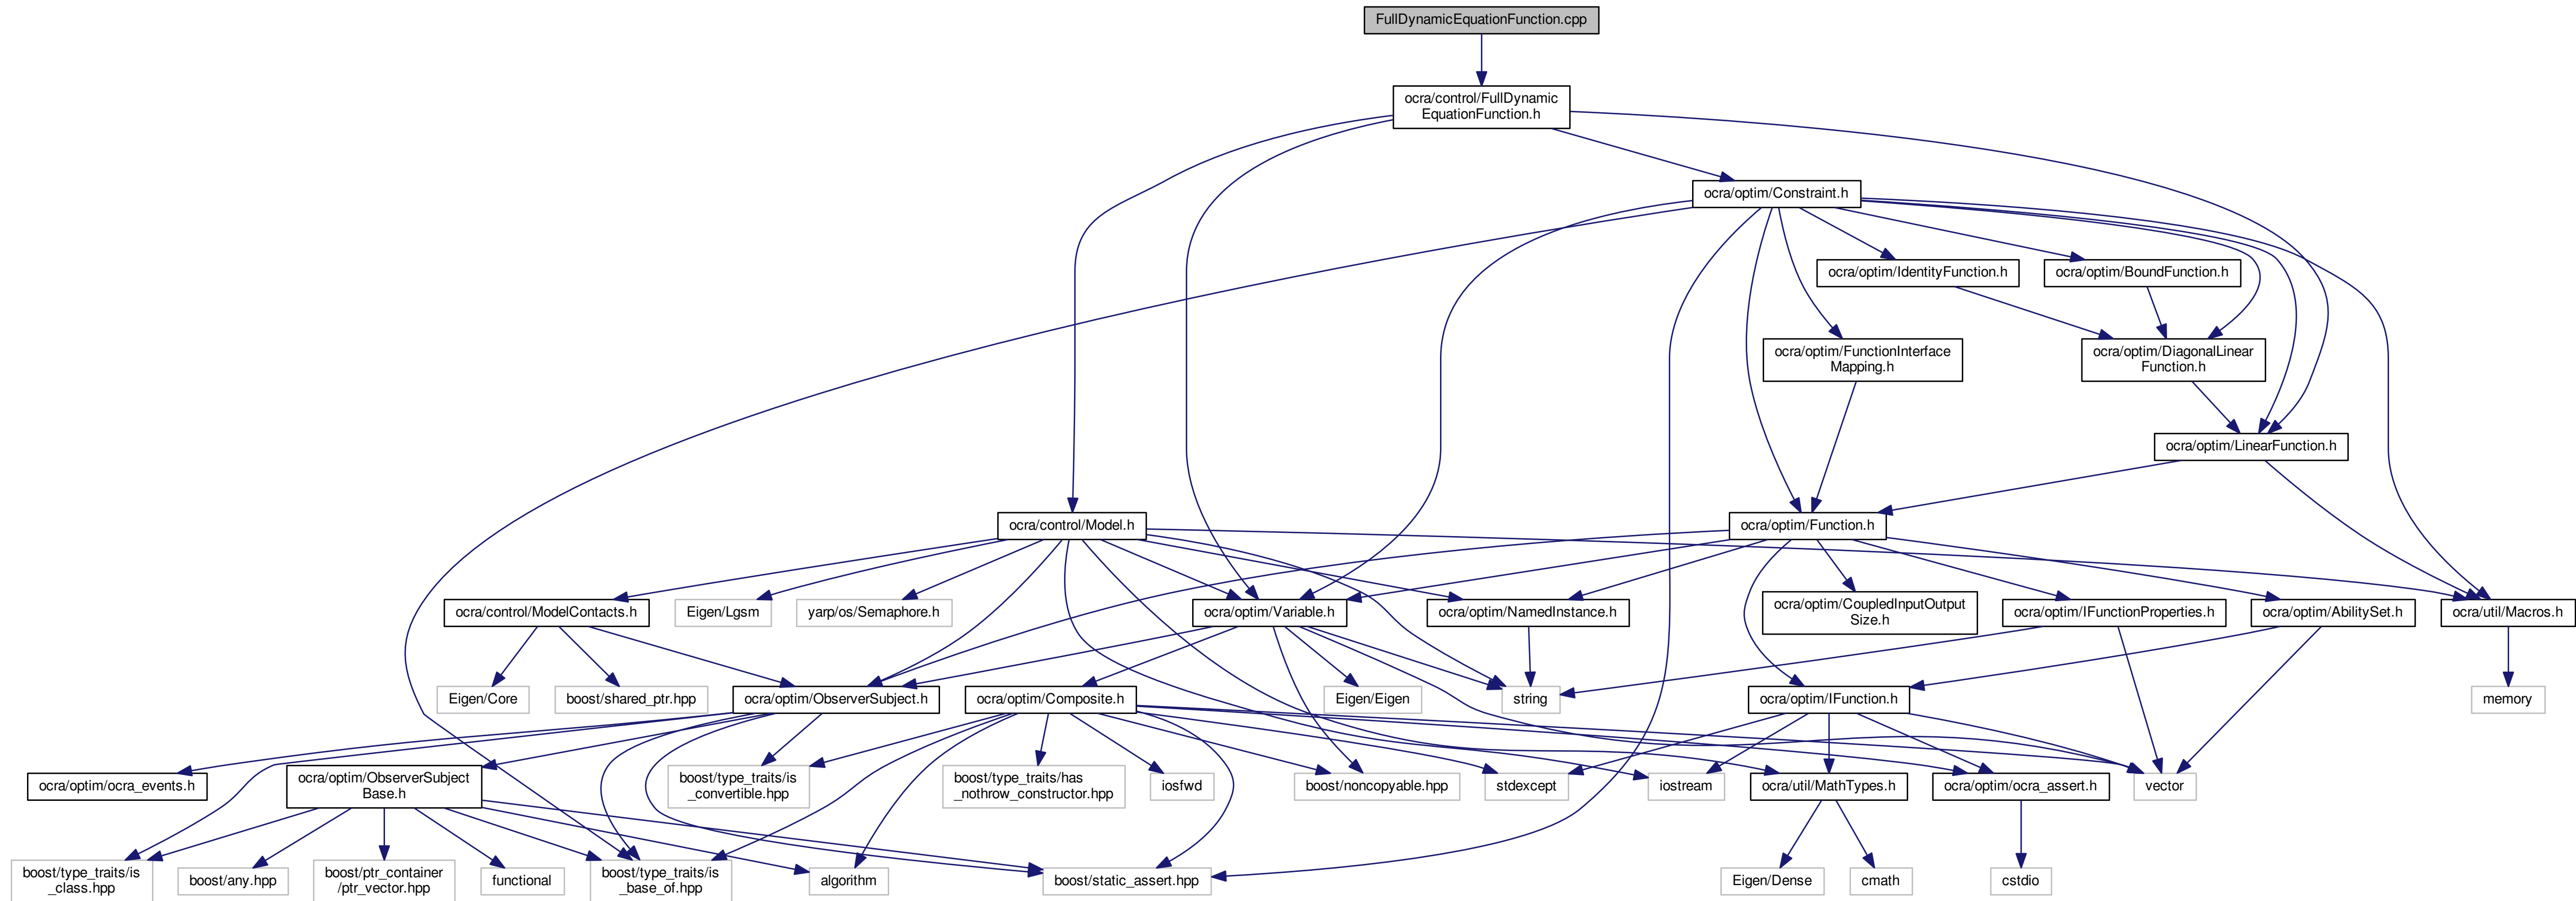 FullDynamicEquationFunction.cpp
ocra/control/FullDynamic
EquationFunction.h
ocra/optim/Constraint.h
ocra/optim/IdentityFunction.h
ocra/optim/BoundFunction.h
ocra/optim/FunctionInterface
Mapping.h
ocra/optim/DiagonalLinear
Function.h
ocra/optim/LinearFunction.h
ocra/control/Model.h
ocra/optim/Function.h
ocra/control/ModelContacts.h
Eigen/Lgsm
yarp/os/Semaphore.h
ocra/optim/Variable.h
ocra/optim/NamedInstance.h
ocra/optim/CoupledInputOutput
Size.h
ocra/optim/IFunctionProperties.h
ocra/optim/AbilitySet.h
ocra/util/Macros.h
Eigen/Core
boost/shared_ptr.hpp
ocra/optim/ObserverSubject.h
ocra/optim/Composite.h
Eigen/Eigen
string
ocra/optim/IFunction.h
memory
ocra/optim/ocra_events.h
ocra/optim/ObserverSubject
Base.h
boost/type_traits/is
_convertible.hpp
boost/type_traits/has
_nothrow_constructor.hpp
iosfwd
boost/noncopyable.hpp
stdexcept
iostream
ocra/util/MathTypes.h
ocra/optim/ocra_assert.h
vector
boost/type_traits/is
_class.hpp
boost/any.hpp
boost/ptr_container
/ptr_vector.hpp
functional
boost/type_traits/is
_base_of.hpp
algorithm
boost/static_assert.hpp
Eigen/Dense
cmath
cstdio